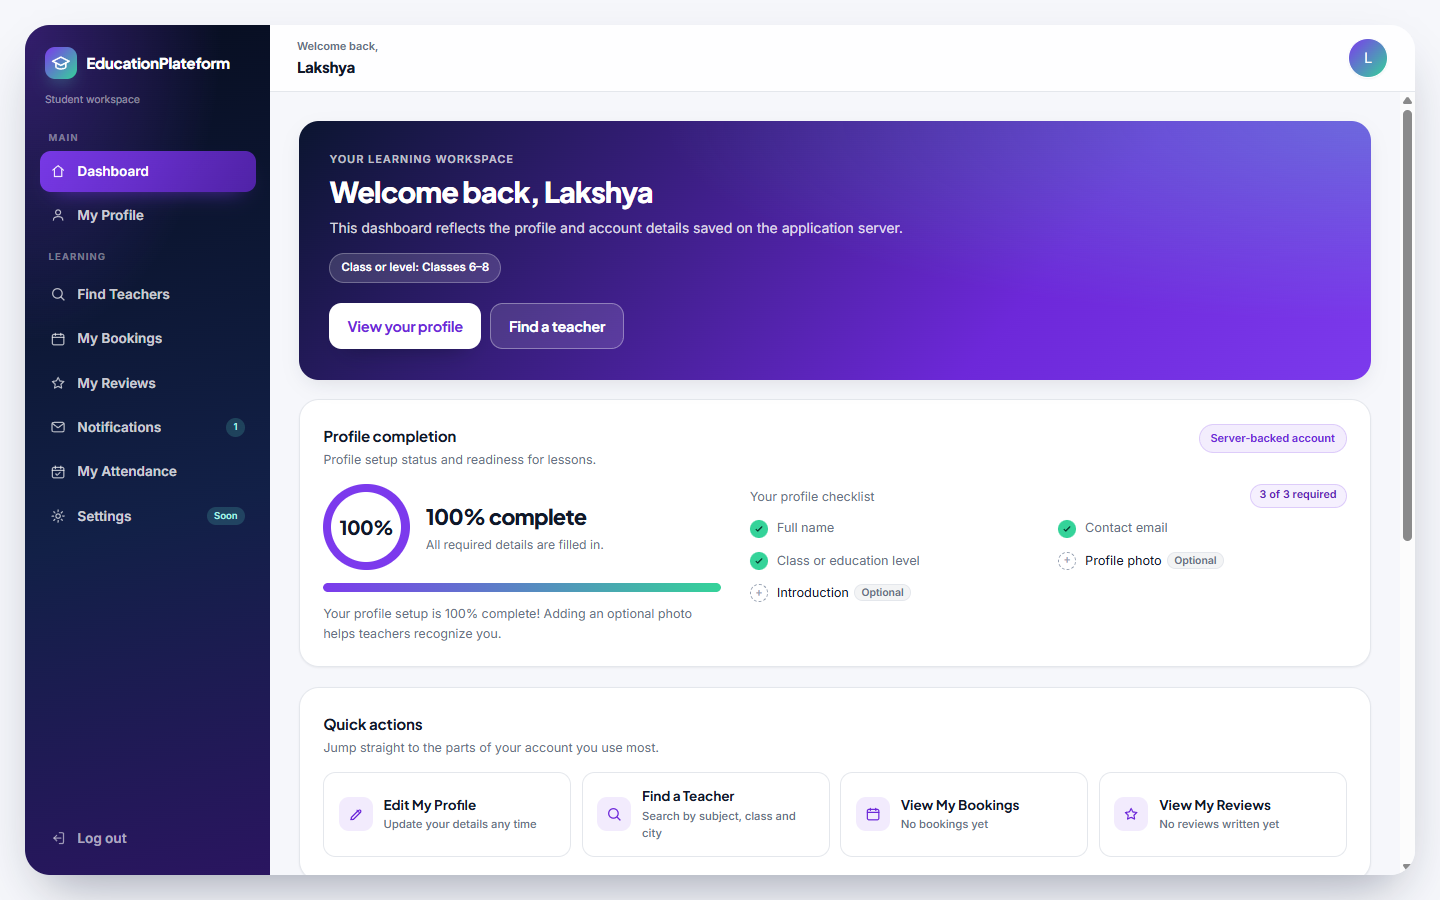 EducationPlateform
Student workspace
MAIN
Dashboard
My Profile
LEARNING
Find Teachers
My Bookings
My Reviews
Notifications 1
My Attendance
Settings Soon
Log out
Welcome back,
Lakshya
L
YOUR LEARNING WORKSPACE
Welcome back, Lakshya
This dashboard reflects the profile and account details saved on the application server.
Class or level: Classes 6–8
View your profile Find a teacher
Profile completion
Server-backed account
Profile setup status and readiness for lessons.
100%
100% complete
All required details are filled in.
Your profile setup is 100% complete! Adding an optional photo
helps teachers recognize you.
Your profile checklist 3 of 3 required
Full name Contact email
Class or education level Profile photo Optional
Introduction Optional
Quick actions
Jump straight to the parts of your account you use most.
Edit My Profile
Update your details any time
Find a Teacher
Search by subject, class and
city
View My Bookings
No bookings yet
View My Reviews
No reviews written yet